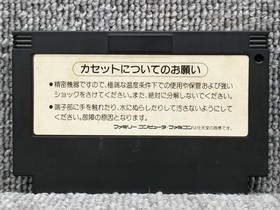 カセットについてのお願い
●精密機器ですので、極端な温度条件下での使用や保管および強い
ショックをさけてください。また、絶対に分解しないでください。
●端子部に手を触れたり、水にぬらしたりして汚さないようにして
ください。故障の原因となります。
ファミリーコンピュータ・ファミコンは任天堂の商標です。